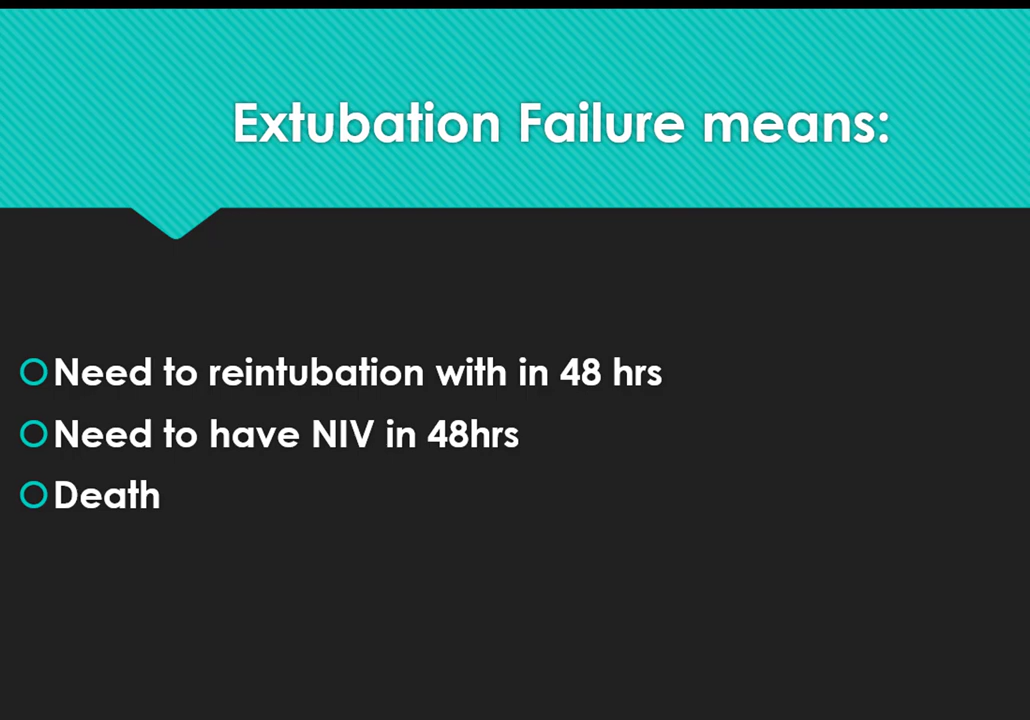 Extubation Failure means:
Need to reintubation with in 48 hrs
Need to have NIV in 48hrs
Death